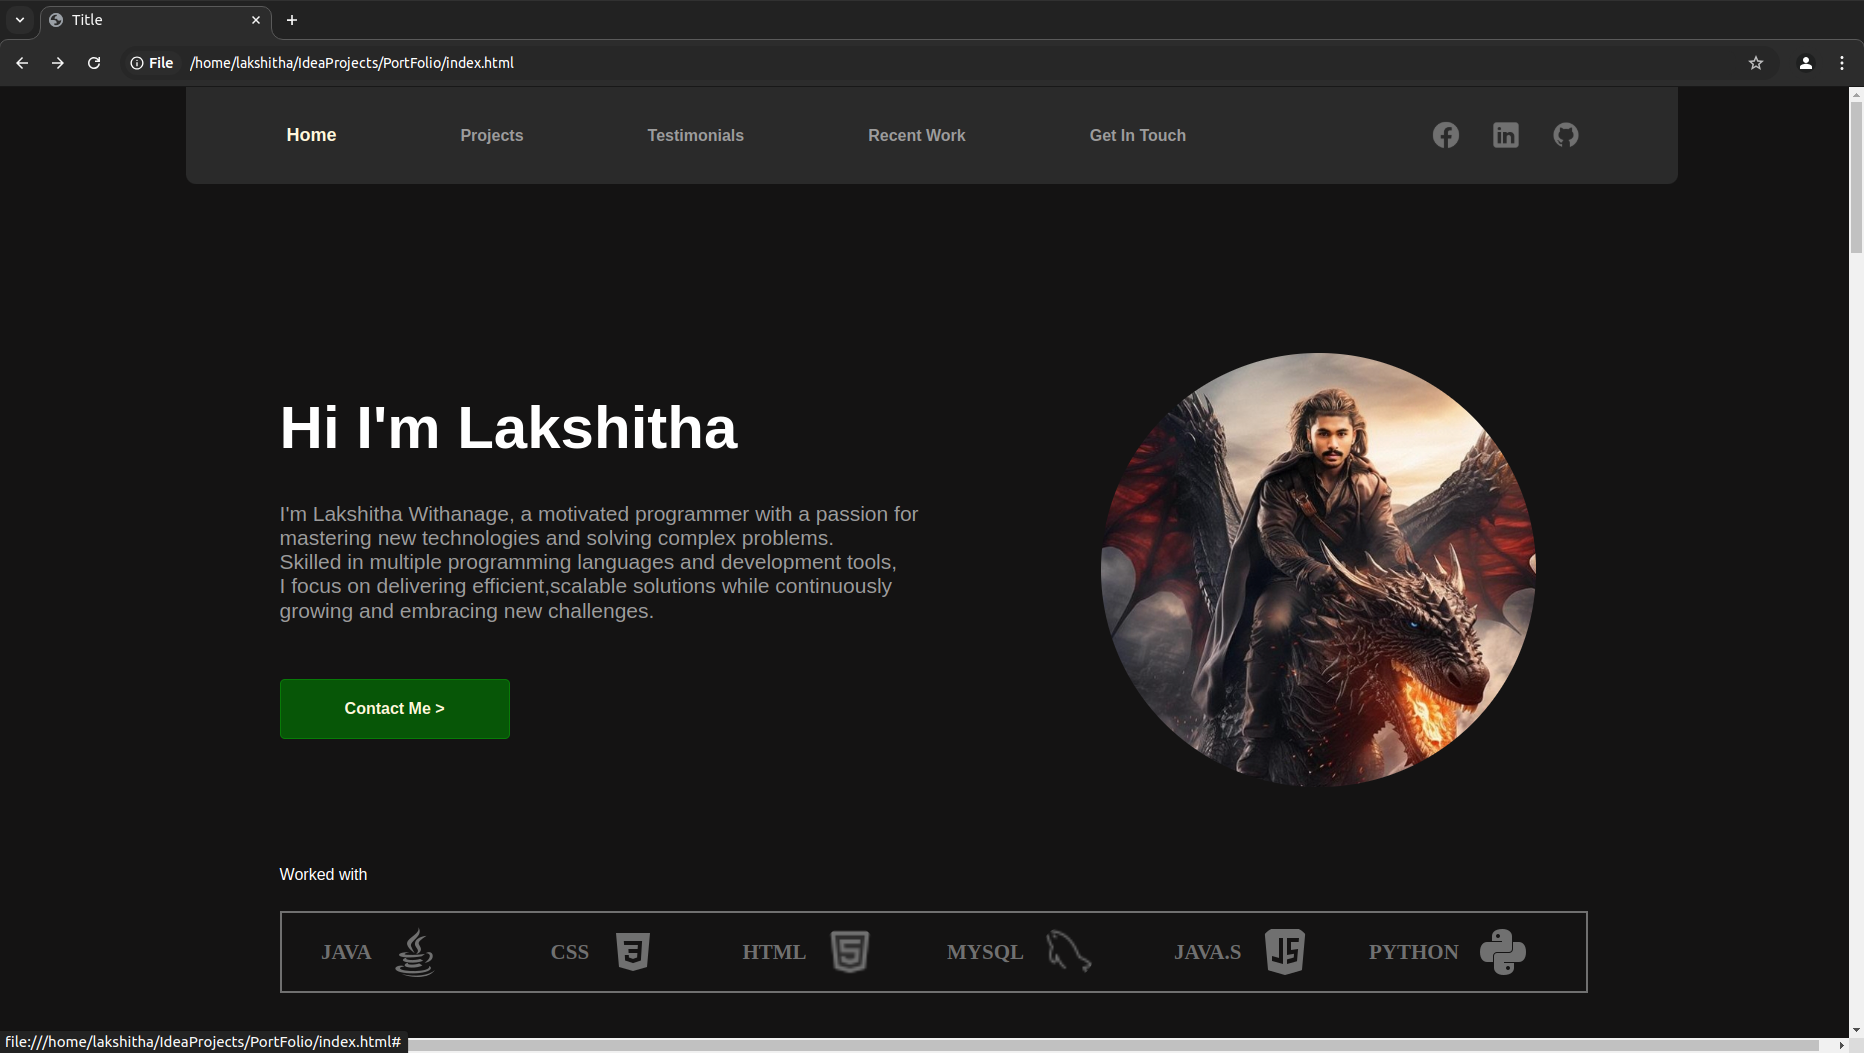 Title
File /home/lakshitha/IdeaProjects/PortFolio/index.html
Home Projects Testimonials Recent Work Get In Touch
Hi I'm Lakshitha
I'm Lakshitha Withanage, a motivated programmer with a passion for
mastering new technologies and solving complex problems.
Skilled in multiple programming languages and development tools,
I focus on delivering efficient,scalable solutions while continuously
growing and embracing new challenges.
Contact Me >
Worked with
JAVA CSS 3 HTML 5 MYSQL JAVA.S JS PYTHON
file:///home/lakshitha/IdeaProjects/PortFolio/index.html#